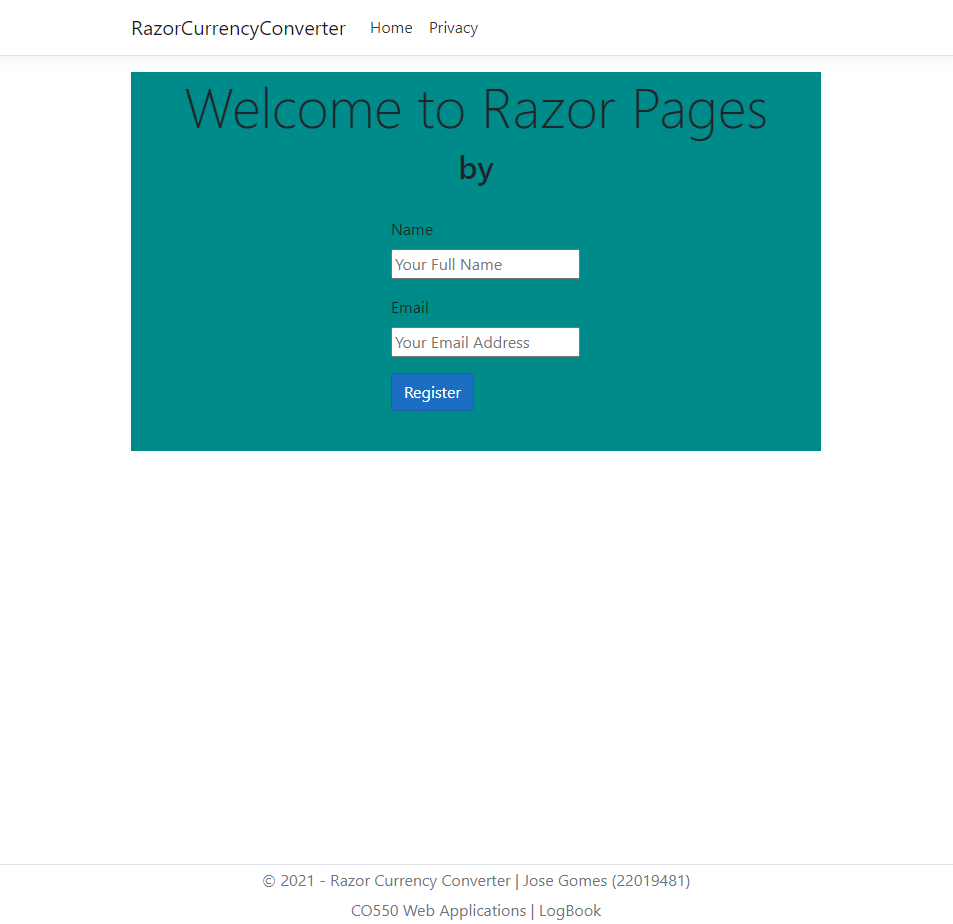 RazorCurrencyConverter Home Privacy
Welcome to Razor Pages
by
Name
Your Full Name
Email
Your Email Address
Register
© 2021 - Razor Currency Converter | Jose Gomes (22019481)
CO550 Web Applications | LogBook